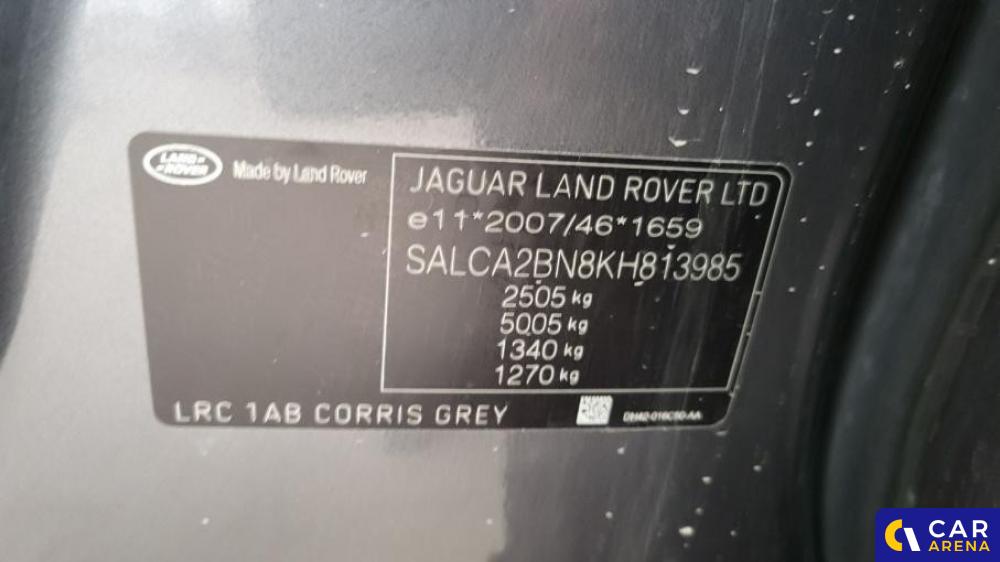 LAND-
-ROVER
Made by Land Rover
JAGUAR LAND ROVER LTD
e11*2007/46*1659
SALCA2BN8KH813985
2505 kg
5005 kg
1340 kg
1270 kg
LRC 1AB CORRIS GREY
CAR
ARENA